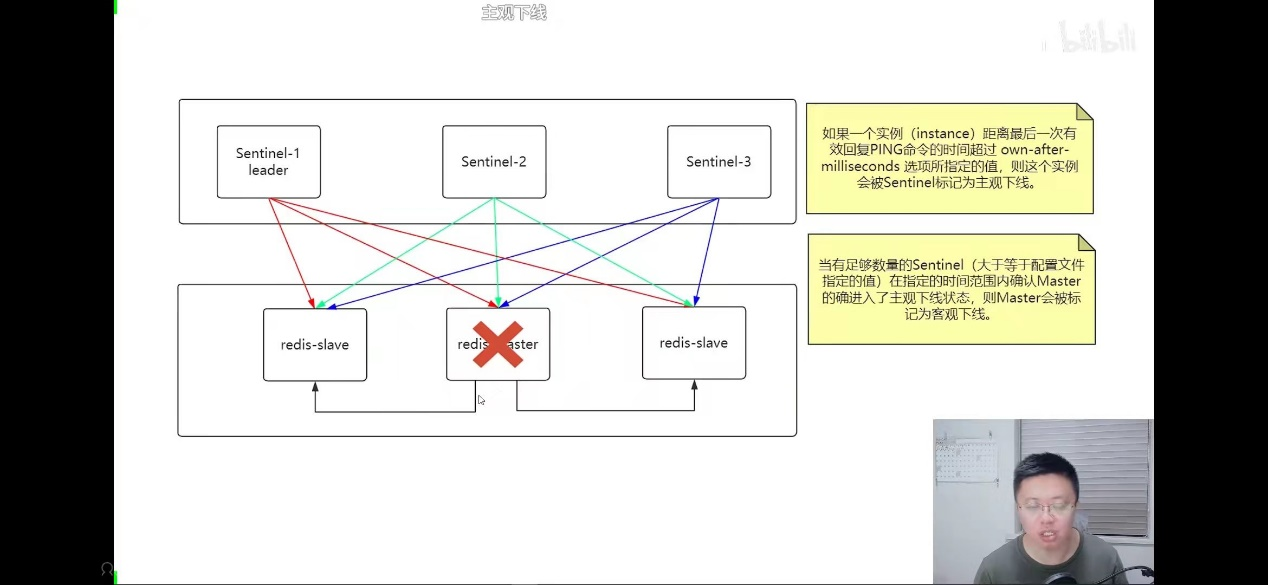 主观下线
bilibili
Sentinel-1
leader
Sentinel-2
Sentinel-3
如果一个实例（instance）距离最后一次有
效回复PING命令的时间超过 own-after-
milliseconds 选项所指定的值，则这个实例
会被Sentinel标记为主观下线。
当有足够数量的Sentinel（大于等于配置文件
指定的值）在指定的时间范围内确认Master
的确进入了主观下线状态，则Master会被标
记为客观下线。
redis-slave
redis aster
redis-slave